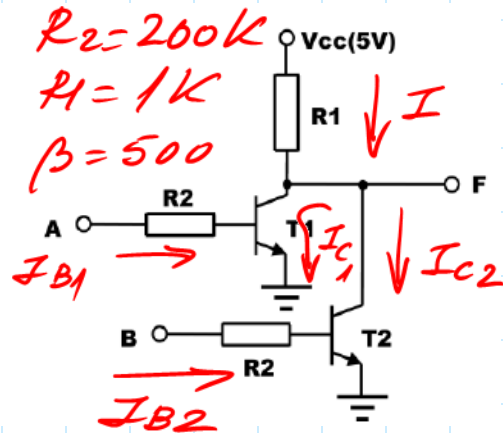 R2=200K
Vcc(5V)
R1=1K
R1
I
β=500
F
R2
A
T1
IC1
IB1
IC2
B
T2
R2
IB2